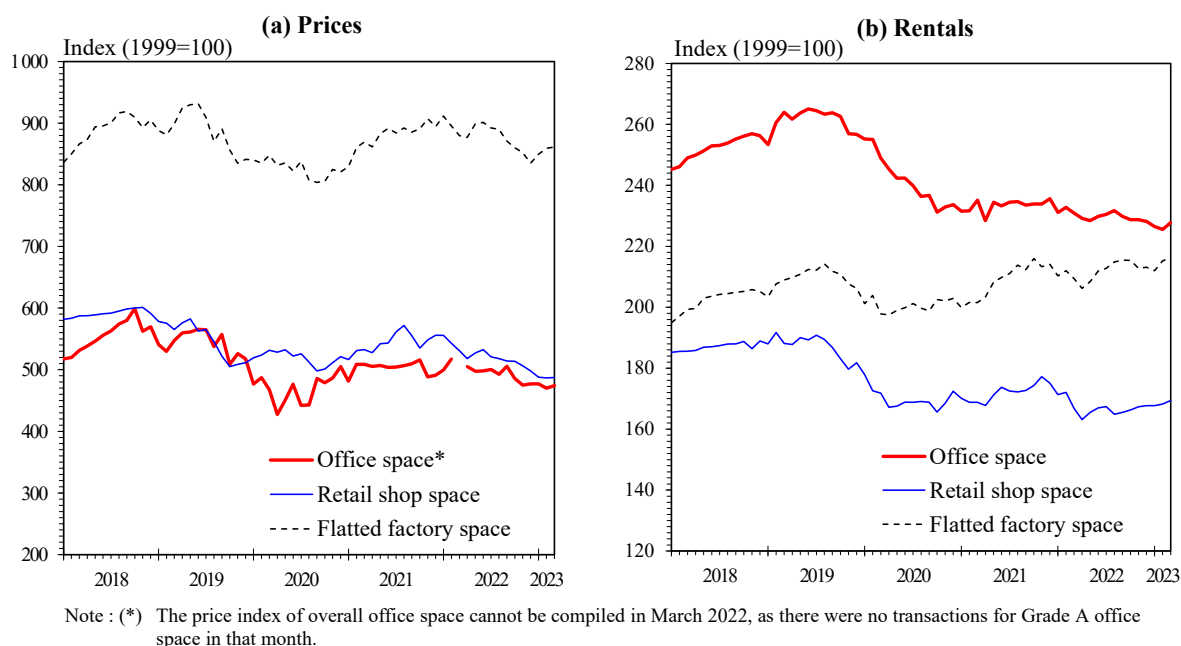 (a) Prices
Index (1999=100)
1 000
900
800
700
600
500
400
300
200
Office space*
Retail shop space
Flatted factory space
2018 2019 2020 2021 2022 2023
(b) Rentals
Index (1999=100)
280
260
240
220
200
180
160
140
120
Office space
Retail shop space
Flatted factory space
2018 2019 2020 2021 2022 2023
Note : (*) The price index of overall office space cannot be compiled in March 2022, as there were no transactions for Grade A office
space in that month.